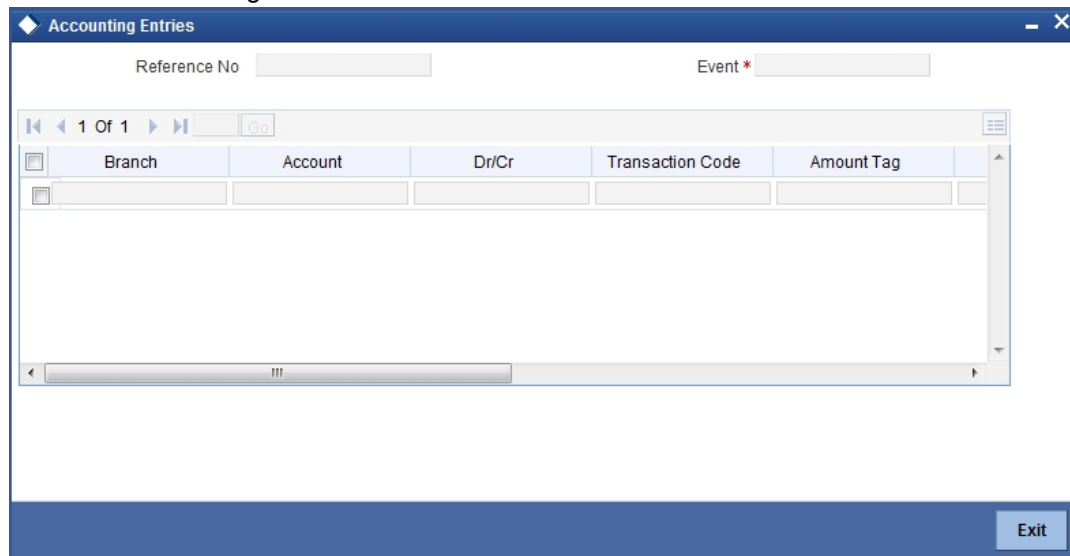 Accounting Entries
Reference No Event *
1 Of 1 Go
Branch Account Dr/Cr Transaction Code Amount Tag
Exit